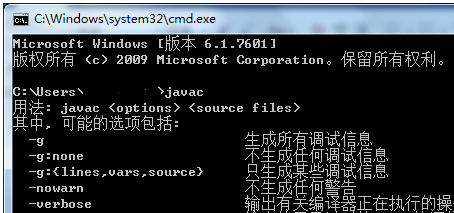 C:\Windows\system32\cmd.exe
Microsoft Windows [版本 6.1.7601]
版权所有 (c) 2009 Microsoft Corporation。保留所有权利。
C:\Users\ >javac
用法: javac <options> <source files>
其中, 可能的选项包括:
-g 生成所有调试信息
-g:none 不生成任何调试信息
-g:{lines,vars,source} 只生成某些调试信息
-nowarn 不生成任何警告
-verbose 输出有关编译器正在执行的操